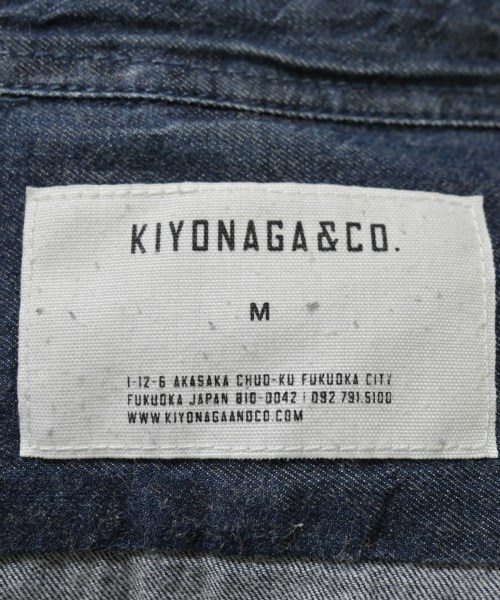 KIYONAGA&CO.
M
1-12-6 AKASAKA CHUO-KU FUKUOKA CITY
FUKUOKA JAPAN 810-0042 | 092 791.5100
WWW.KIYONAGAANDCO.COM